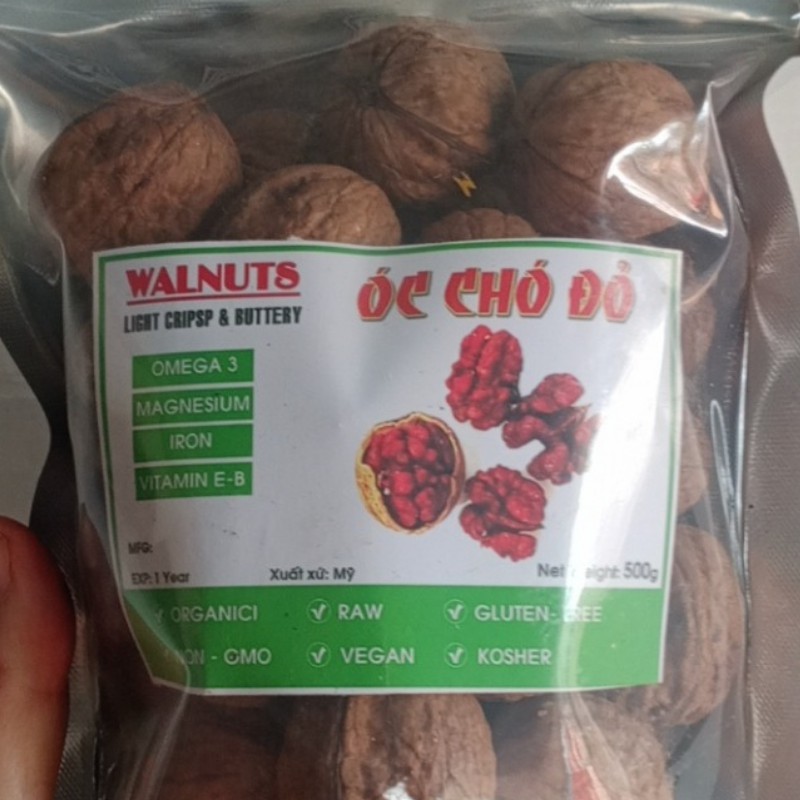 WALNUTS
ÓC CHÓ ĐỎ
LIGHT CRIPSP & BUTTERY
OMEGA 3
MAGNESIUM
IRON
VITAMIN E-B
MFG:
EXP: 1 Year
Xuất xứ: Mỹ
Net weight: 500g
ORGANICI
RAW
GLUTEN-FREE
NON - GMO
VEGAN
KOSHER